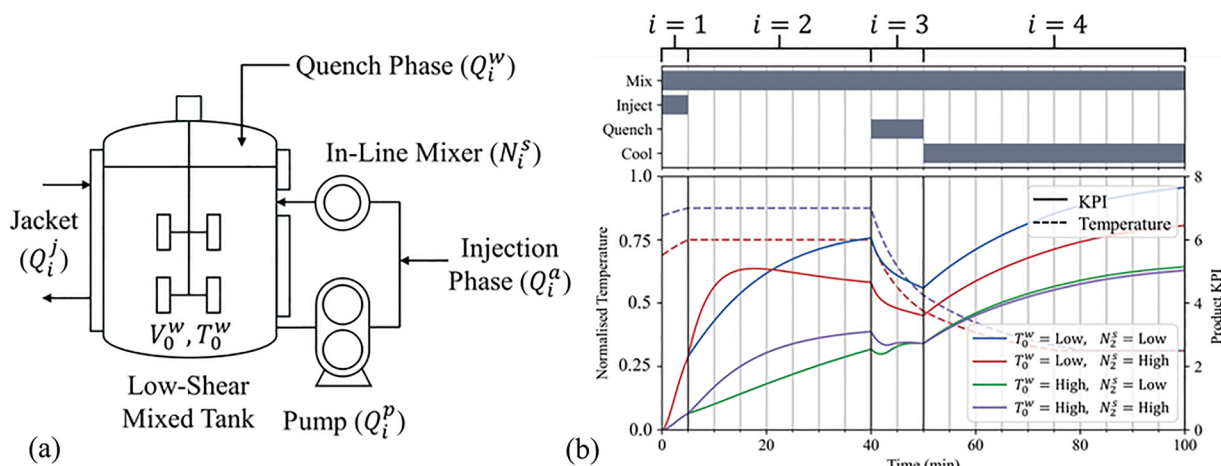 Quench Phase (Q_i^w)
In-Line Mixer (N_i^s)
Jacket
(Q_i^j)
Injection
Phase (Q_i^a)
V_0^w, T_0^w
Low-Shear
Mixed Tank
Pump (Q_i^p)
(a)
i = 1
i = 2
i = 3
i = 4
Mix
Inject
Quench
Cool
Normalised Temperature
1.0
0.75
0.5
0.25
0.0
8
6
4
2
0
Product KPI
KPI
Temperature
T_0^w = Low, N_2^s = Low
T_0^w = Low, N_2^s = High
T_0^w = High, N_2^s = Low
T_0^w = High, N_2^s = High
0
20
40
60
80
100
Time (min)
(b)